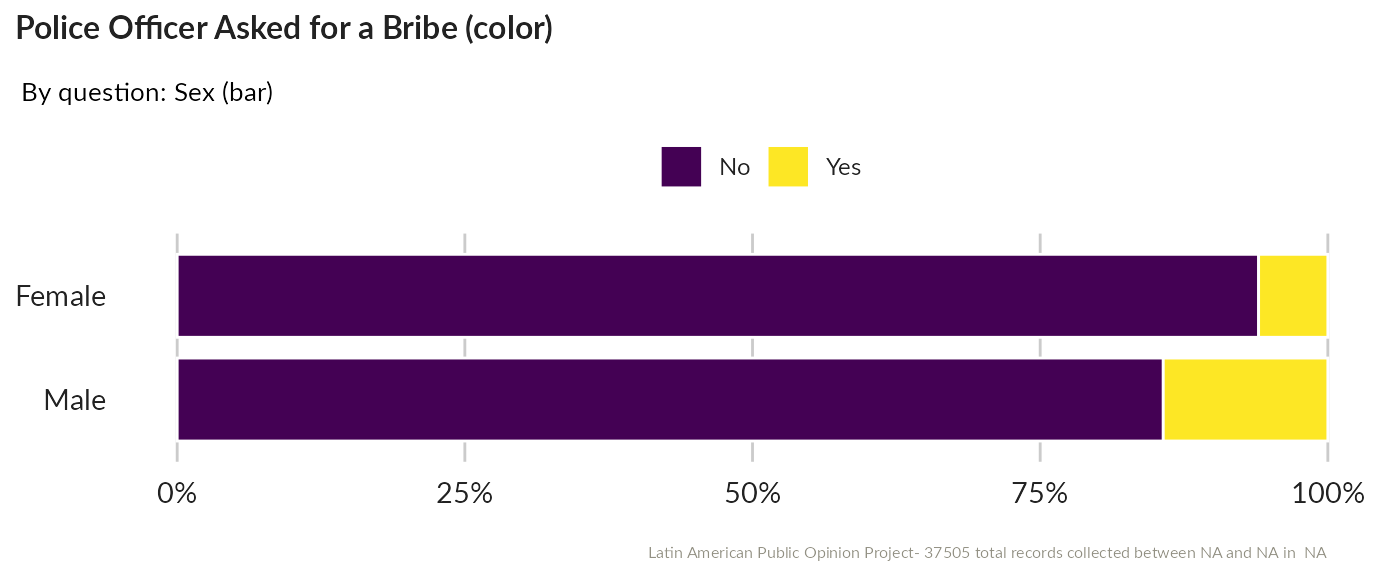 Police Officer Asked for a Bribe (color)
By question: Sex (bar)
No Yes
Female
Male
0% 25% 50% 75% 100%
Latin American Public Opinion Project- 37505 total records collected between NA and NA in  NA